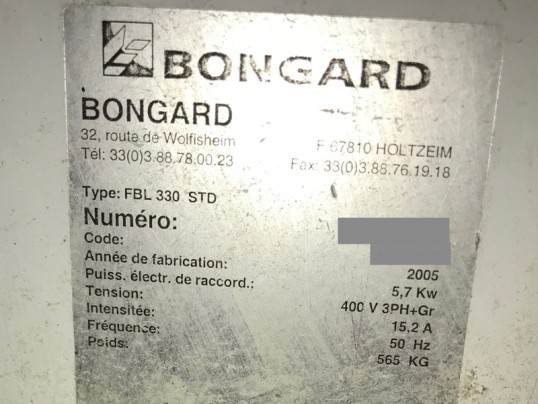 BONGARD
BONGARD
32, route de Wolfisheim F 67810 HOLTZEIM
Tél: 33(0)3.88.78.00.23 Fax: 33(0)3.88.76.19.18
Type: FBL 330 STD
Numéro:
Code:
Année de fabrication: 2005
Puiss. électr. de raccord.: 5,7 Kw
Tension: 400 V 3PH+Gr
Intensitée: 15,2 A
Fréquence: 50 Hz
Poids: 565 KG